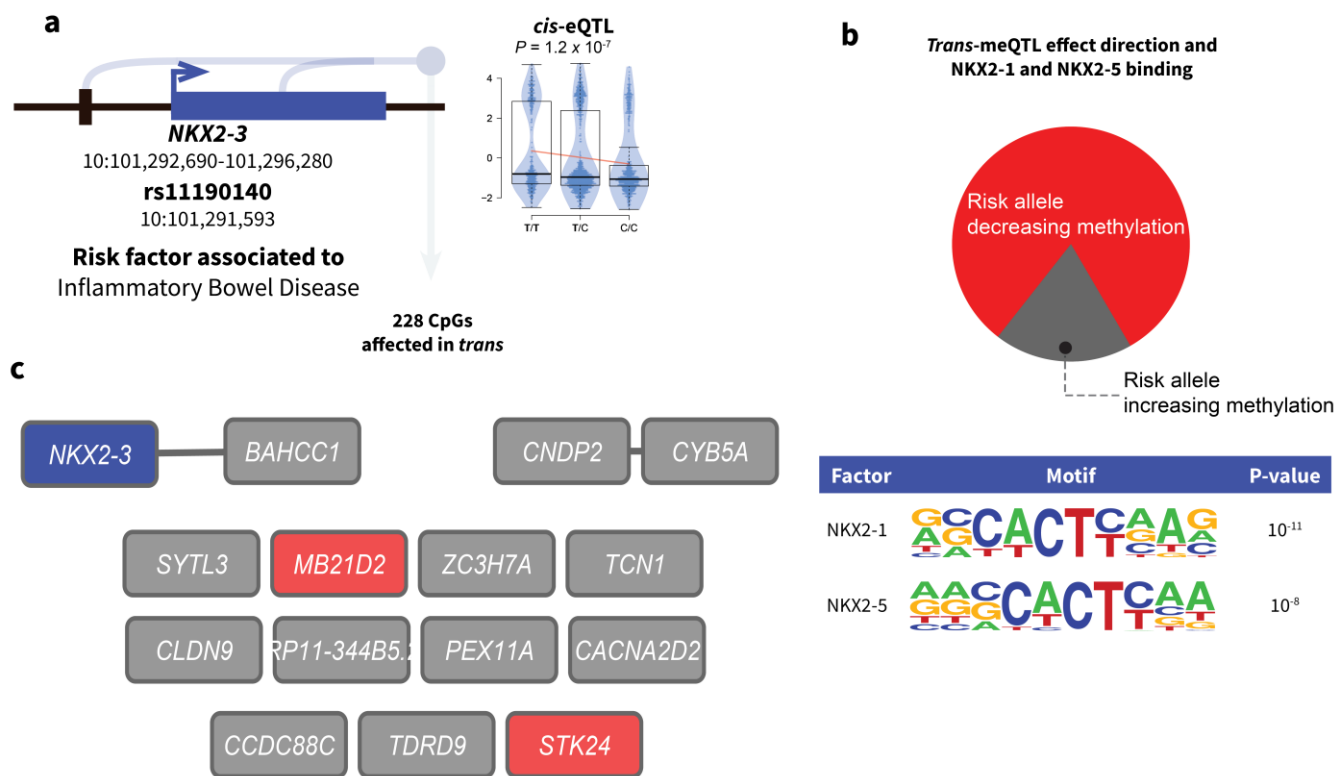 a
cis-eQTL
P = 1.2 x 10-7
4
2
0
−2
T/T T/C C/C
NKX2-3
10:101,292,690-101,296,280
rs11190140
10:101,291,593
Risk factor associated to
Inflammatory Bowel Disease
228 CpGs
affected in trans
b
Trans-meQTL effect direction and
NKX2-1 and NKX2-5 binding
Risk allele
decreasing methylation
Risk allele
increasing methylation
Factor Motif P-value
NKX2-1 10-11
NKX2-5 10-8
c
NKX2-3 BAHCC1 CNDP2 CYB5A
SYTL3 MB21D2 ZC3H7A TCN1
CLDN9 RP11-344B5.2 PEX11A CACNA2D2
CCDC88C TDRD9 STK24